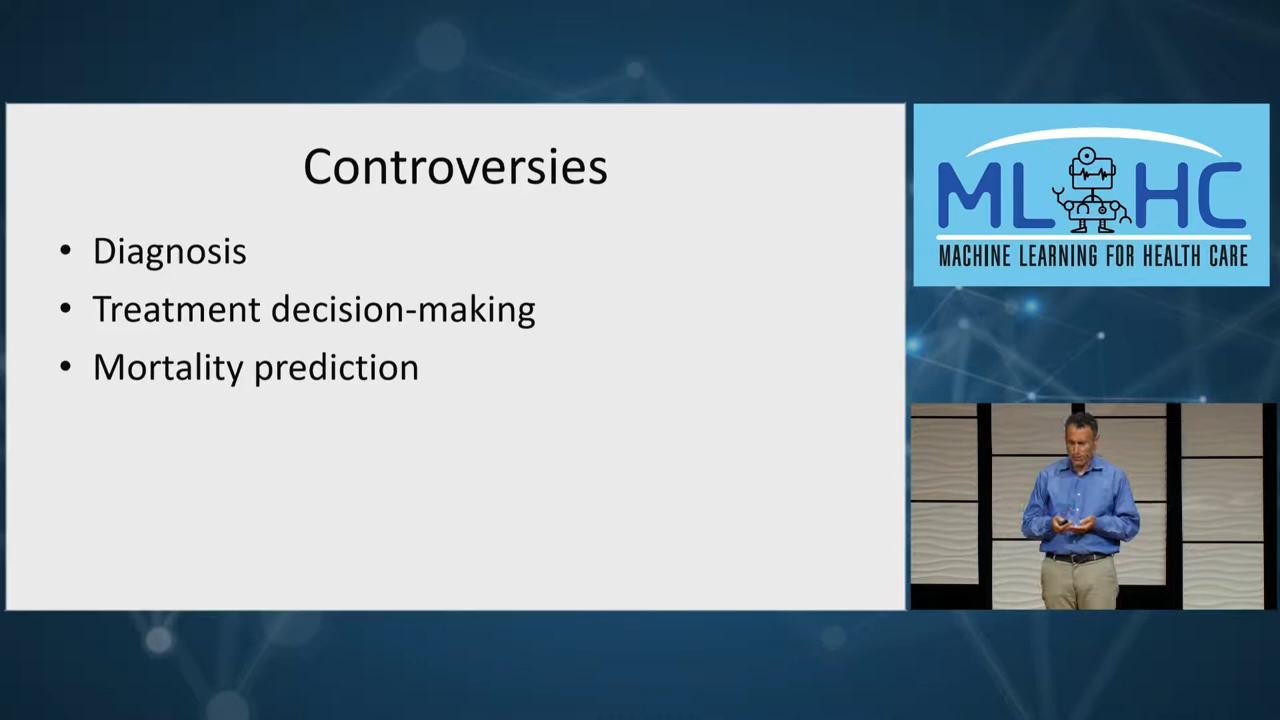 Controversies
• Diagnosis
• Treatment decision-making
• Mortality prediction
ML HC
MACHINE LEARNING FOR HEALTH CARE